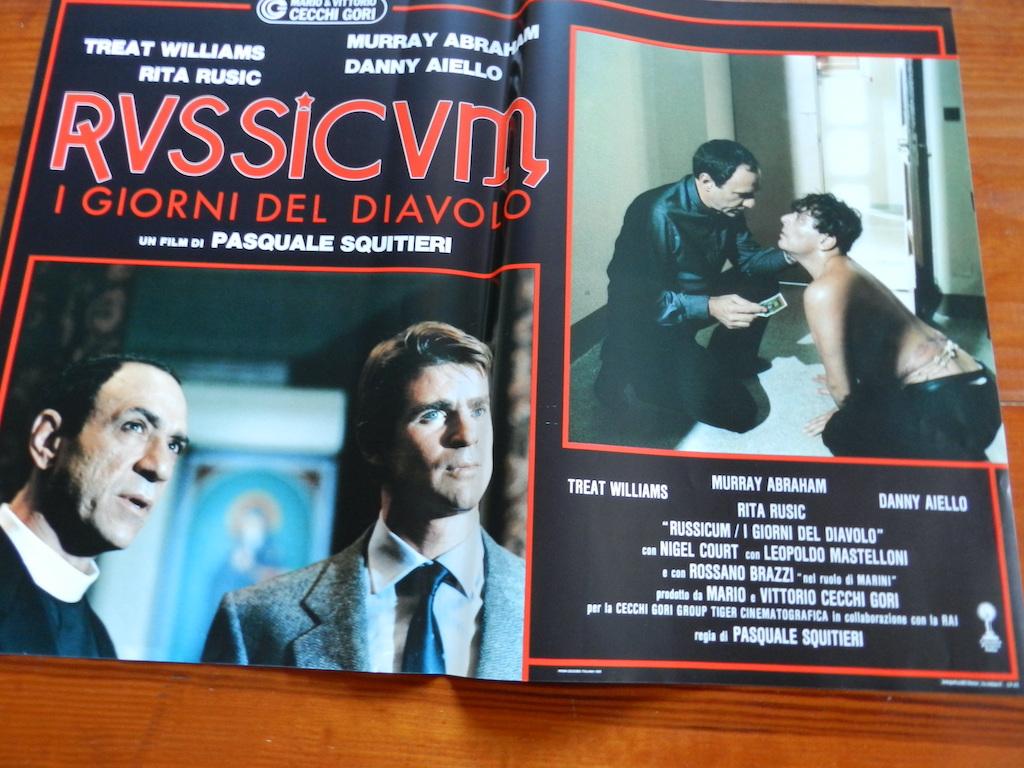 MARIO & VITTORIO
CECCHI GORI
TREAT WILLIAMS
MURRAY ABRAHAM
RITA RUSIC
DANNY AIELLO
RVSSiCVM
I GIORNI DEL DIAVOLO
UN FILM DI PASQUALE SQUITIERI
TREAT WILLIAMS
MURRAY ABRAHAM
DANNY AIELLO
RITA RUSIC
"RUSSICUM / I GIORNI DEL DIAVOLO"
con NIGEL COURT con LEOPOLDO MASTELLONI
e con ROSSANO BRAZZI "nel ruolo di MARINI"
prodotto da MARIO e VITTORIO CECCHI GORI
per la CECCHI GORI GROUP TIGER CINEMATOGRAFICA in collaborazione con la RAI
regia di PASQUALE SQUITIERI